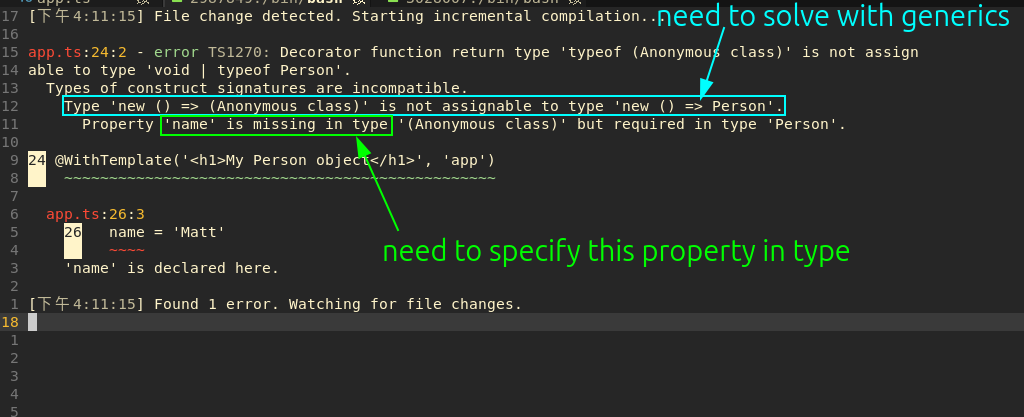 17 [下午4:11:15] File change detected. Starting incremental compilation...
need to solve with generics
16
15 app.ts:24:2 - error TS1270: Decorator function return type 'typeof (Anonymous class)' is not assign
14 able to type 'void | typeof Person'.
13 Types of construct signatures are incompatible.
12 Type 'new () => (Anonymous class)' is not assignable to type 'new () => Person'.
11 Property 'name' is missing in type '(Anonymous class)' but required in type 'Person'.
10
9 24 @WithTemplate('<h1>My Person object</h1>', 'app')
8 ~~~~~~~~~~~~~~~~~~~~~~~~~~~~~~~~~~~~~~~~~~~~~~~~
7
6 app.ts:26:3
5 26 name = 'Matt'
4 ~~~~
need to specify this property in type
3 'name' is declared here.
2
1 [下午4:11:15] Found 1 error. Watching for file changes.
18
1
2
3
4
5